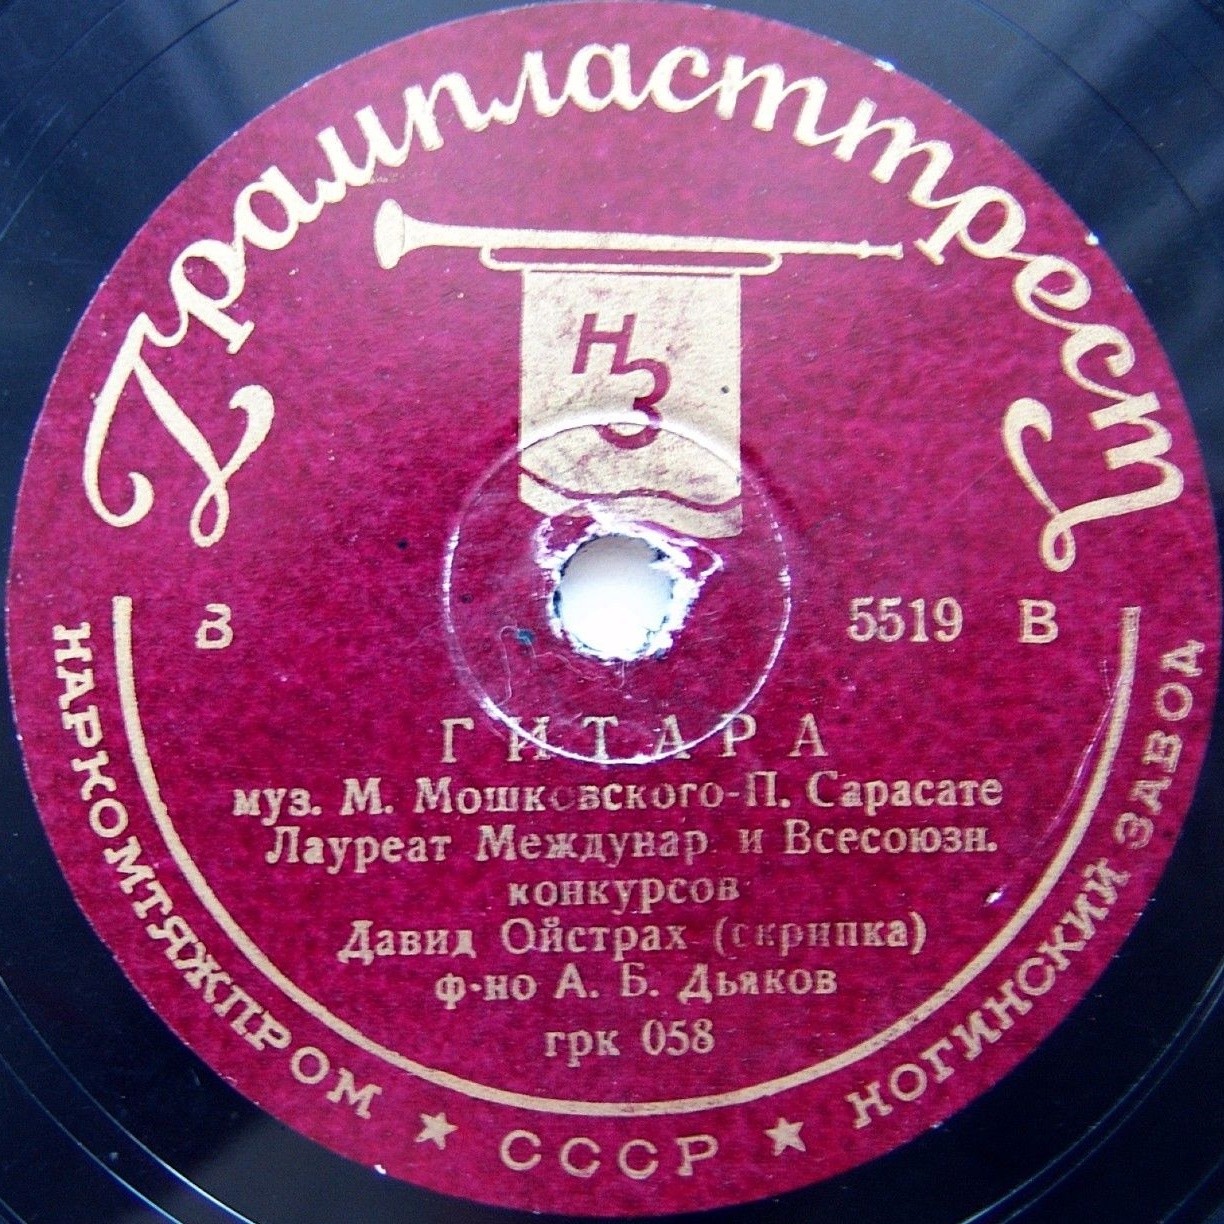 Грампласттрест
НЗ
В 5519 В
ГИТАРА
муз. М. Мошковского-П. Сарасате
Лауреат Междунар. и Всесоюзн.
конкурсов
Давид Ойстрах (скрипка)
ф-но А. Б. Дьяков
грк 058
НАРКОМТЯЖПРОМ ★ СССР ★ НОГИНСКИЙ ЗАВОД